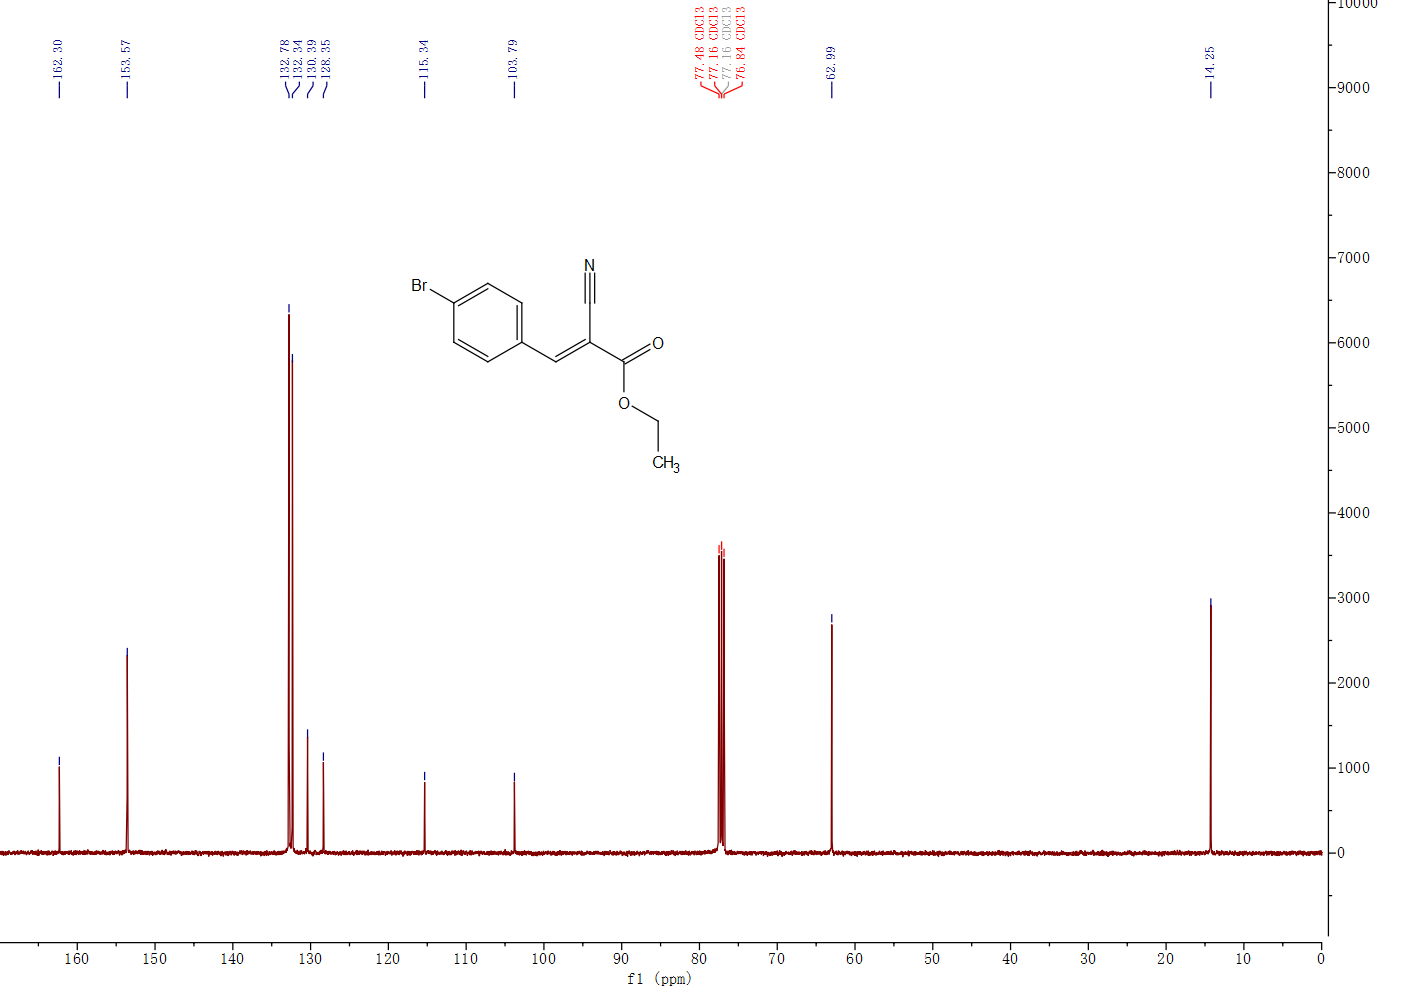 162.30
153.57
132.78
132.34
130.39
128.35
115.34
103.79
77.48 CDCl3
77.16 CDCl3
77.16 CDCl3
76.84 CDCl3
62.99
14.25
10000
9000
8000
7000
6000
5000
4000
3000
2000
1000
0
N
Br
O
O
CH3
160 150 140 130 120 110 100 90 80 70 60 50 40 30 20 10 0
f1 (ppm)